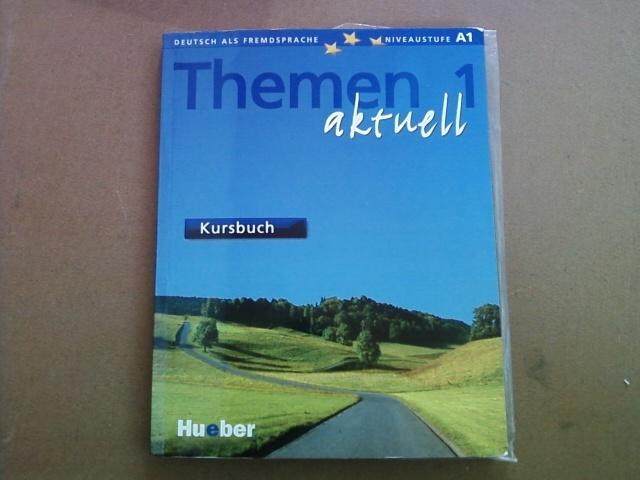 DEUTSCH ALS FREMDSPRACHE NIVEAUSTUFE A1
Themen 1
aktuell
Kursbuch
Hueber